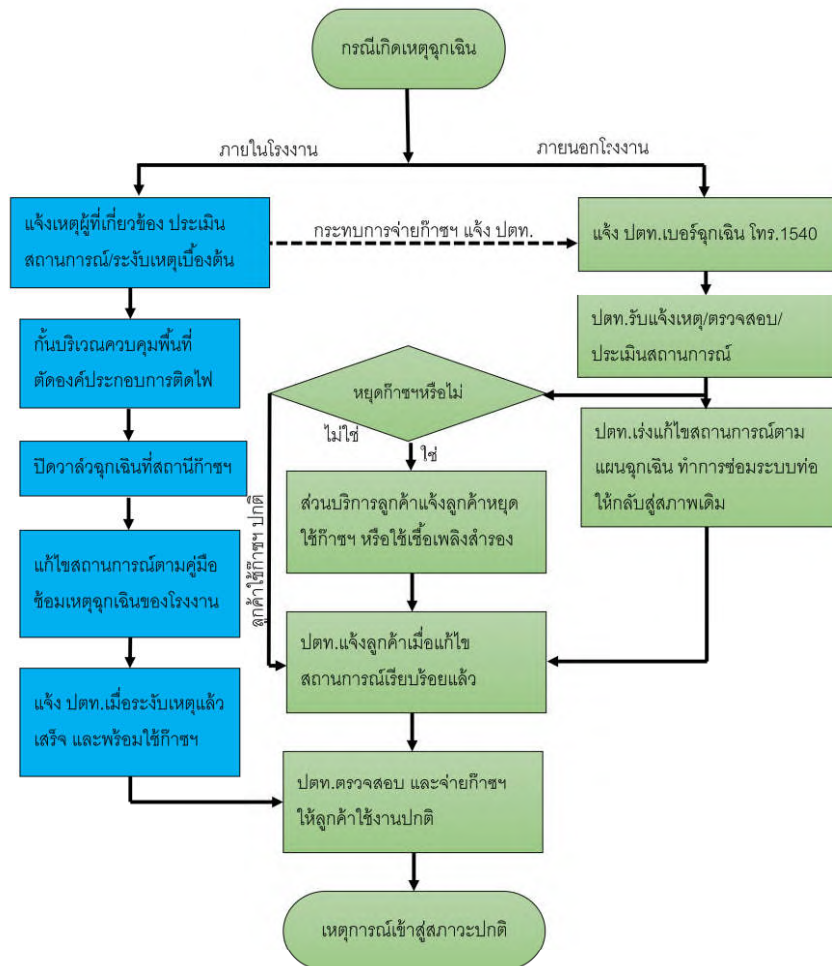 กรณีเกิดเหตุฉุกเฉิน
ภายในโรงงาน
ภายนอกโรงงาน
แจ้งเหตุผู้ที่เกี่ยวข้อง ประเมิน
สถานการณ์/ระงับเหตุเบื้องต้น
กระทบการจ่ายก๊าซฯ แจ้ง ปตท.
แจ้ง ปตท.เบอร์ฉุกเฉิน โทร.1540
ปตท.รับแจ้งเหตุ/ตรวจสอบ/
ประเมินสถานการณ์
กั้นบริเวณควบคุมพื้นที่
ตัดองค์ประกอบการติดไฟ
หยุดก๊าซฯหรือไม่
ไม่ใช่
ใช่
ปตท.เร่งแก้ไขสถานการณ์ตาม
แผนฉุกเฉิน ทำการซ่อมระบบท่อ
ให้กลับสู่สภาพเดิม
ปิดวาล์วฉุกเฉินที่สถานีก๊าซฯ
ส่วนบริการลูกค้าแจ้งลูกค้าหยุด
ใช้ก๊าซฯ หรือใช้เชื้อเพลิงสำรอง
ลูกค้าใช้ก๊าซฯ ปกติ
แก้ไขสถานการณ์ตามคู่มือ
ซ้อมเหตุฉุกเฉินของโรงงาน
ปตท.แจ้งลูกค้าเมื่อแก้ไข
สถานการณ์เรียบร้อยแล้ว
แจ้ง ปตท.เมื่อระงับเหตุแล้ว
เสร็จ และพร้อมใช้ก๊าซฯ
ปตท.ตรวจสอบ และจ่ายก๊าซฯ
ให้ลูกค้าใช้งานปกติ
เหตุการณ์เข้าสู่สภาวะปกติ